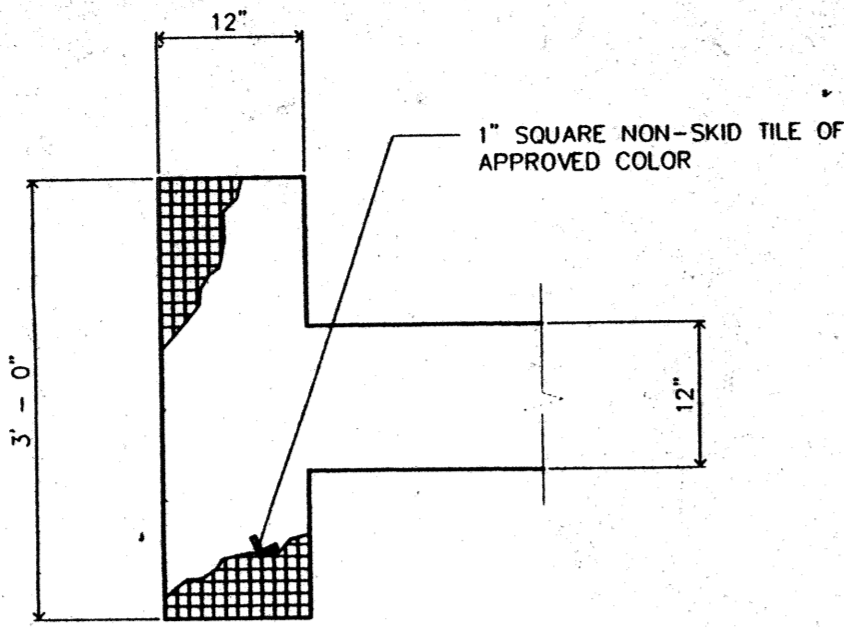 12"
1" SQUARE NON-SKID TILE OF
APPROVED COLOR
3' - 0"
12"